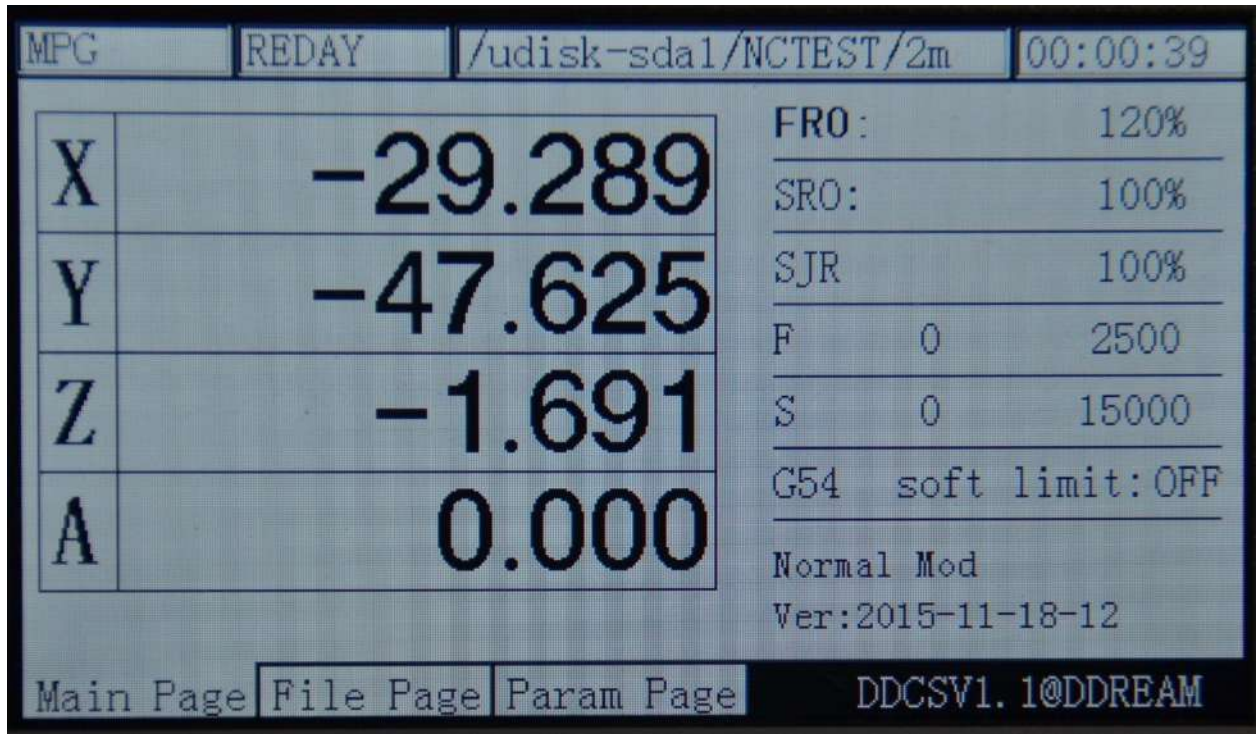 MPG REDAY /udisk-sda1/NCTEST/2m 00:00:39
X -29.289
Y -47.625
Z -1.691
A 0.000
FRO: 120%
SRO: 100%
SJR 100%
F 0 2500
S 0 15000
G54 soft limit:OFF
Normal Mod
Ver:2015-11-18-12
Main Page File Page Param Page DDCSV1.1@DDREAM